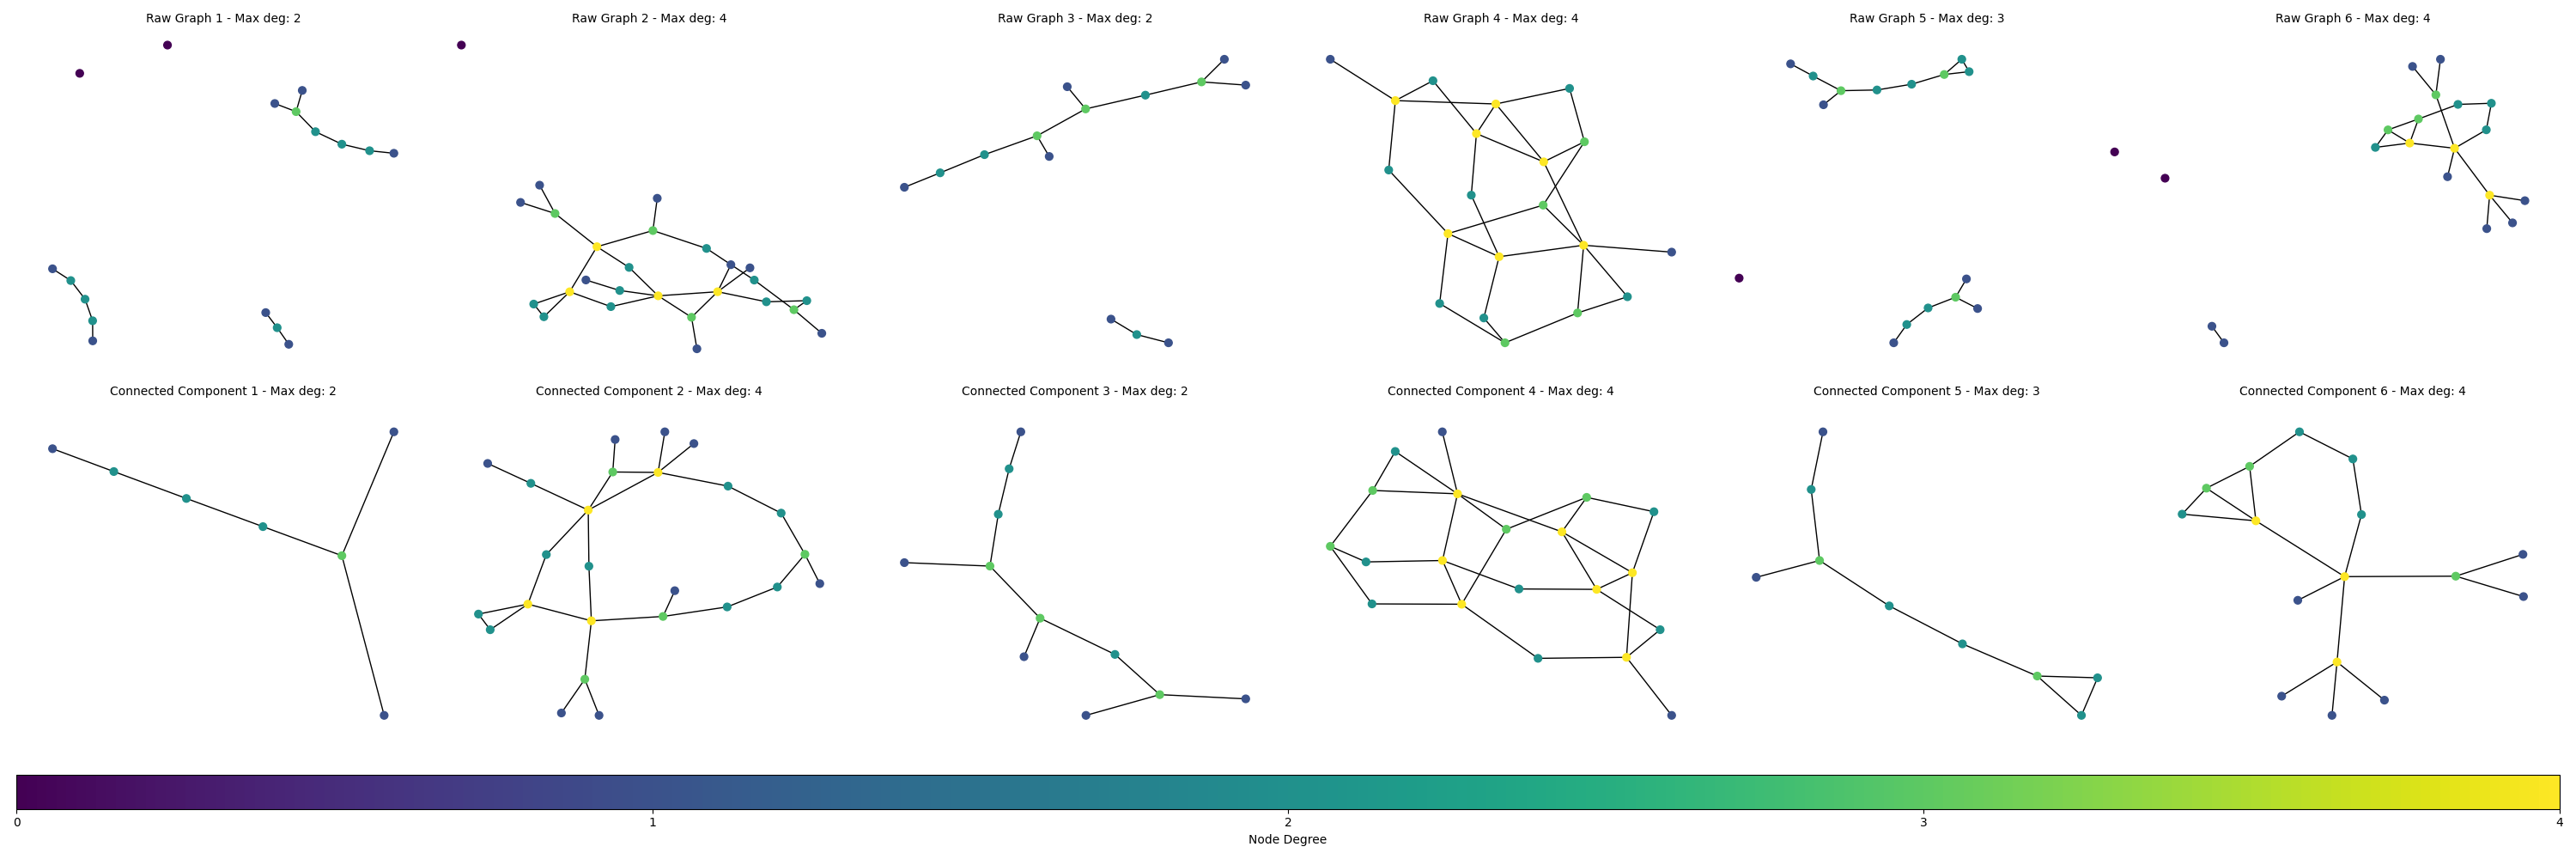 Raw Graph 1 - Max deg: 2
Raw Graph 2 - Max deg: 4
Raw Graph 3 - Max deg: 2
Raw Graph 4 - Max deg: 4
Raw Graph 5 - Max deg: 3
Raw Graph 6 - Max deg: 4
Connected Component 1 - Max deg: 2
Connected Component 2 - Max deg: 4
Connected Component 3 - Max deg: 2
Connected Component 4 - Max deg: 4
Connected Component 5 - Max deg: 3
Connected Component 6 - Max deg: 4
0 1 2 3 4
Node Degree